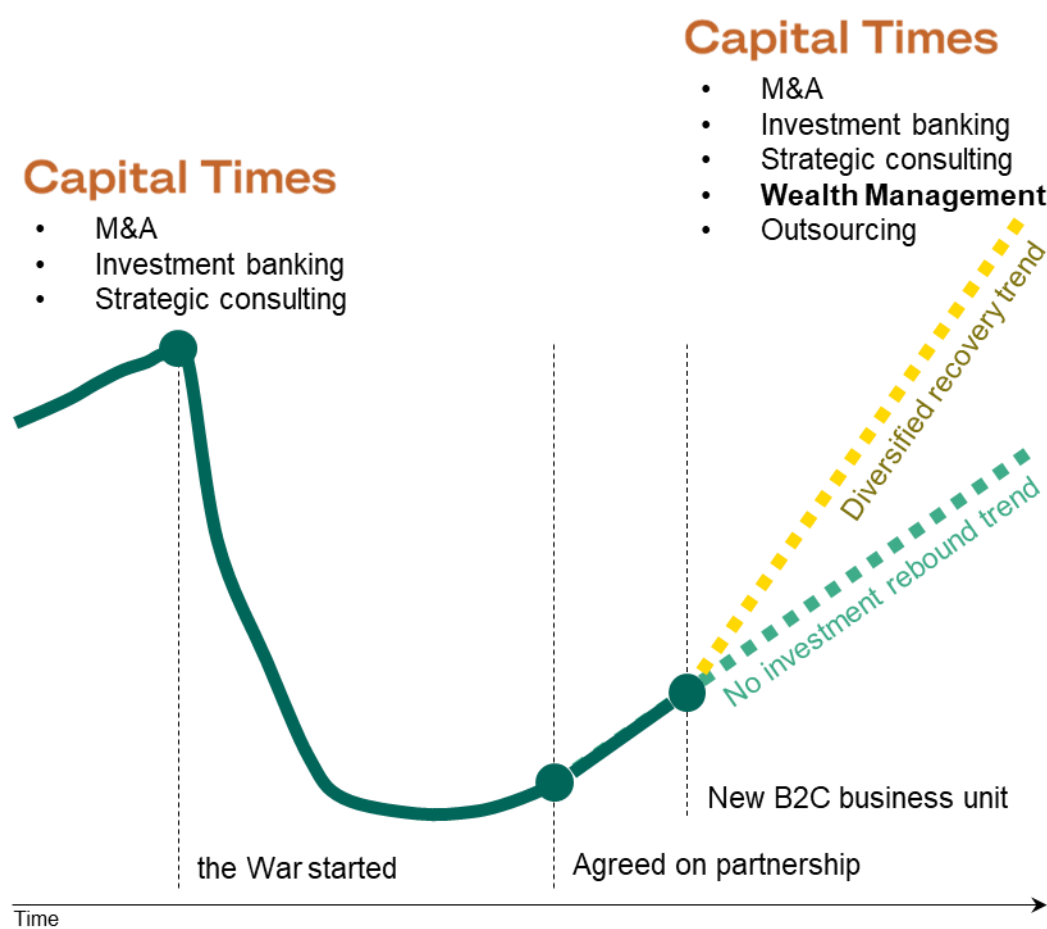 Capital Times
• M&A
• Investment banking
• Strategic consulting
• Wealth Management
• Outsourcing
Capital Times
• M&A
• Investment banking
• Strategic consulting
Diversified recovery trend
No investment rebound trend
New B2C business unit
the War started
Agreed on partnership
Time